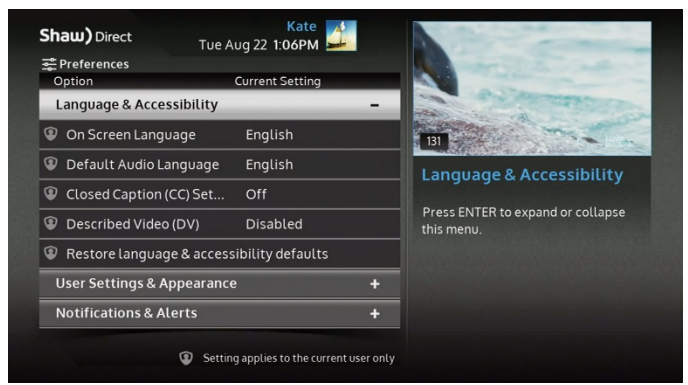 Shaw) Direct
Kate
Tue Aug 22 1:06PM
Preferences
Option Current Setting
Language & Accessibility −
On Screen Language English
Default Audio Language English
Closed Caption (CC) Set... Off
Described Video (DV) Disabled
Restore language & accessibility defaults
User Settings & Appearance +
Notifications & Alerts +
Setting applies to the current user only
131
Language & Accessibility
Press ENTER to expand or collapse
this menu.